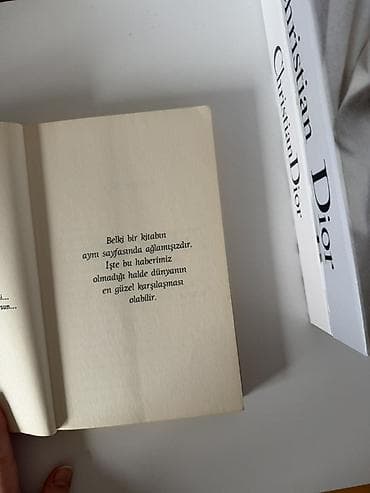 Belki bir kitabın
aynı sayfasında ağlamışızdır.
İşte bu haberimiz
olmadığı halde dünyanın
en güzel karşılaşması
olabilir.
Christian Dior
Christian Dior